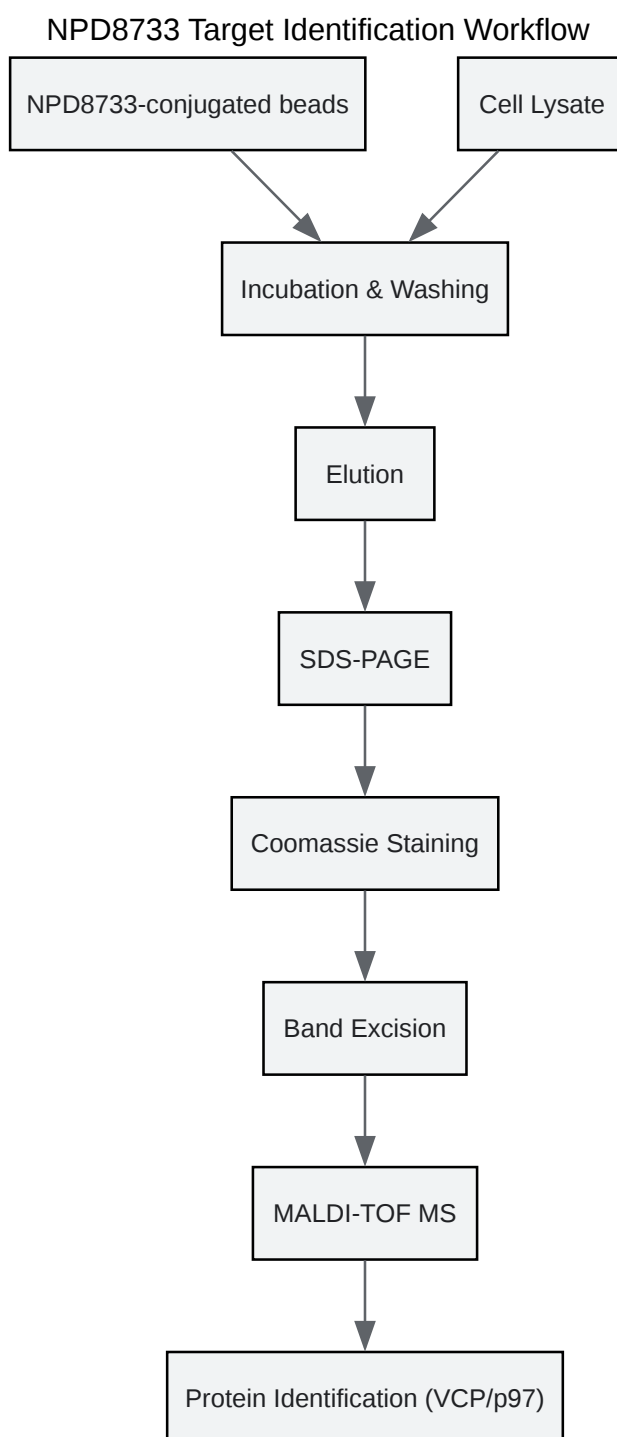 NPD8733 Target Identification Workflow
NPD8733-conjugated beads
Cell Lysate
Incubation & Washing
Elution
SDS-PAGE
Coomassie Staining
Band Excision
MALDI-TOF MS
Protein Identification (VCP/p97)